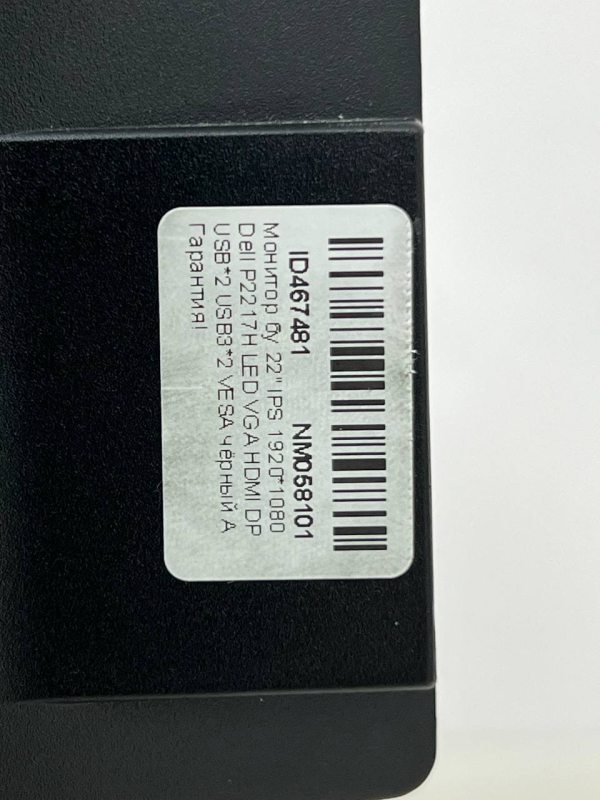 ID467481 NM058101
Монитор бу 22" IPS 1920*1080
Dell P2217H LED VGA HDMI DP
USB*2 USB3*2 VESA чёрный A
Гарантия!